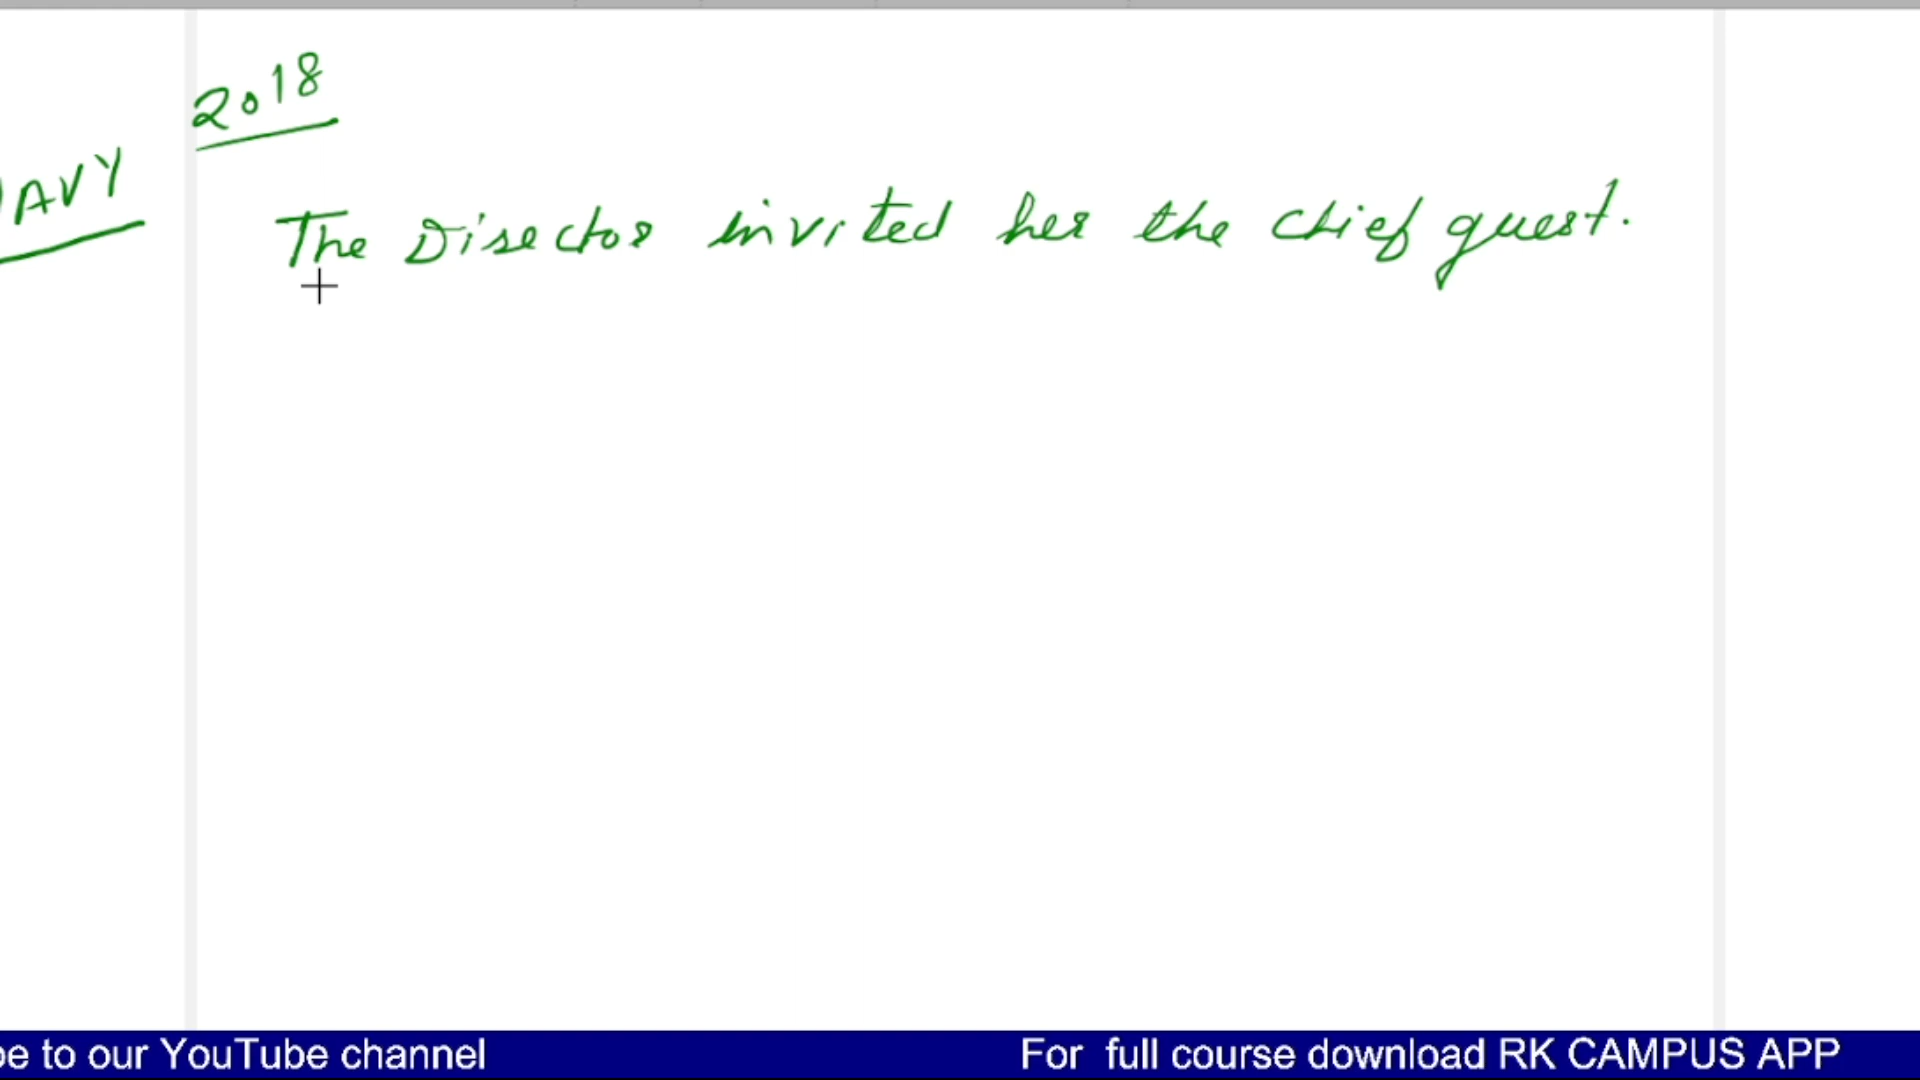 2018
NAVY
The Director invited her the chief guest.
be to our YouTube channel
For full course download RK CAMPUS APP